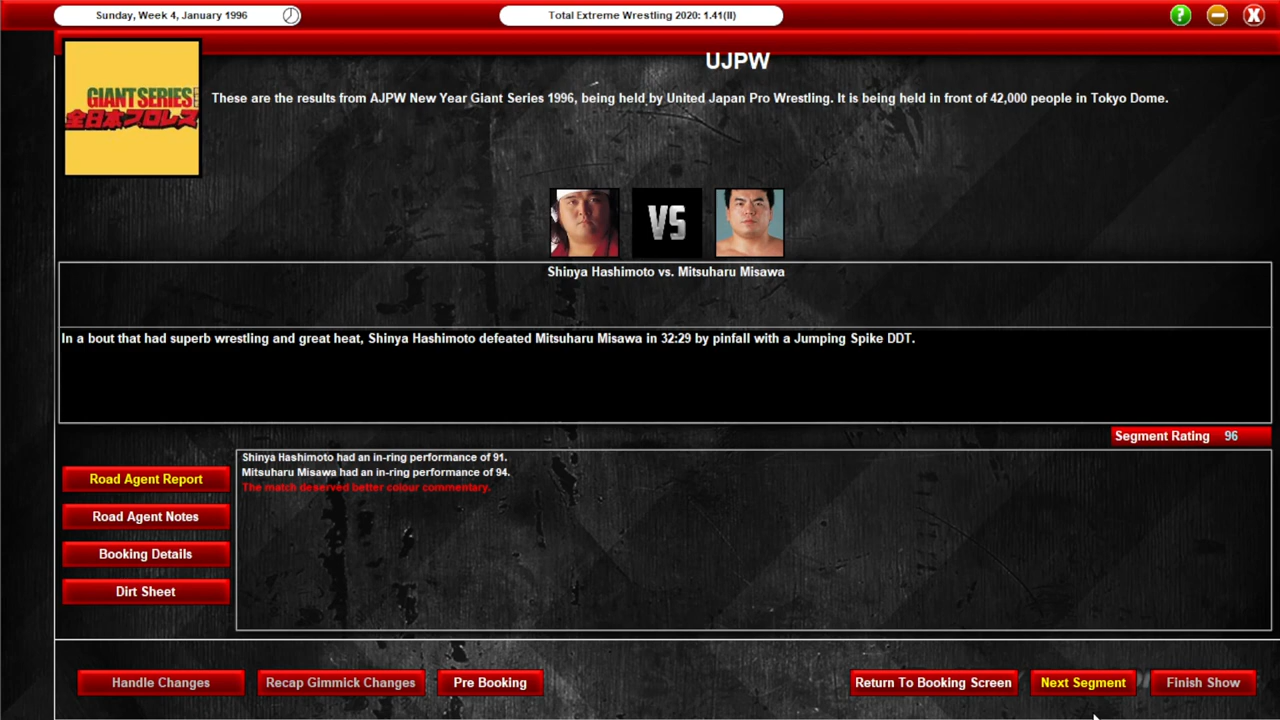 Sunday, Week 4, January 1996
Total Extreme Wrestling 2020: 1.41(II)
?
X
UJPW
GIANT SERIES
全日本プロレス
These are the results from AJPW New Year Giant Series 1996, being held by United Japan Pro Wrestling. It is being held in front of 42,000 people in Tokyo Dome.
VS
Shinya Hashimoto vs. Mitsuharu Misawa
In a bout that had superb wrestling and great heat, Shinya Hashimoto defeated Mitsuharu Misawa in 32:29 by pinfall with a Jumping Spike DDT.
Segment Rating 96
Road Agent Report
Road Agent Notes
Booking Details
Dirt Sheet
Shinya Hashimoto had an in-ring performance of 91.
Mitsuharu Misawa had an in-ring performance of 94.
The match deserved better colour commentary.
Handle Changes
Recap Gimmick Changes
Pre Booking
Return To Booking Screen
Next Segment
Finish Show